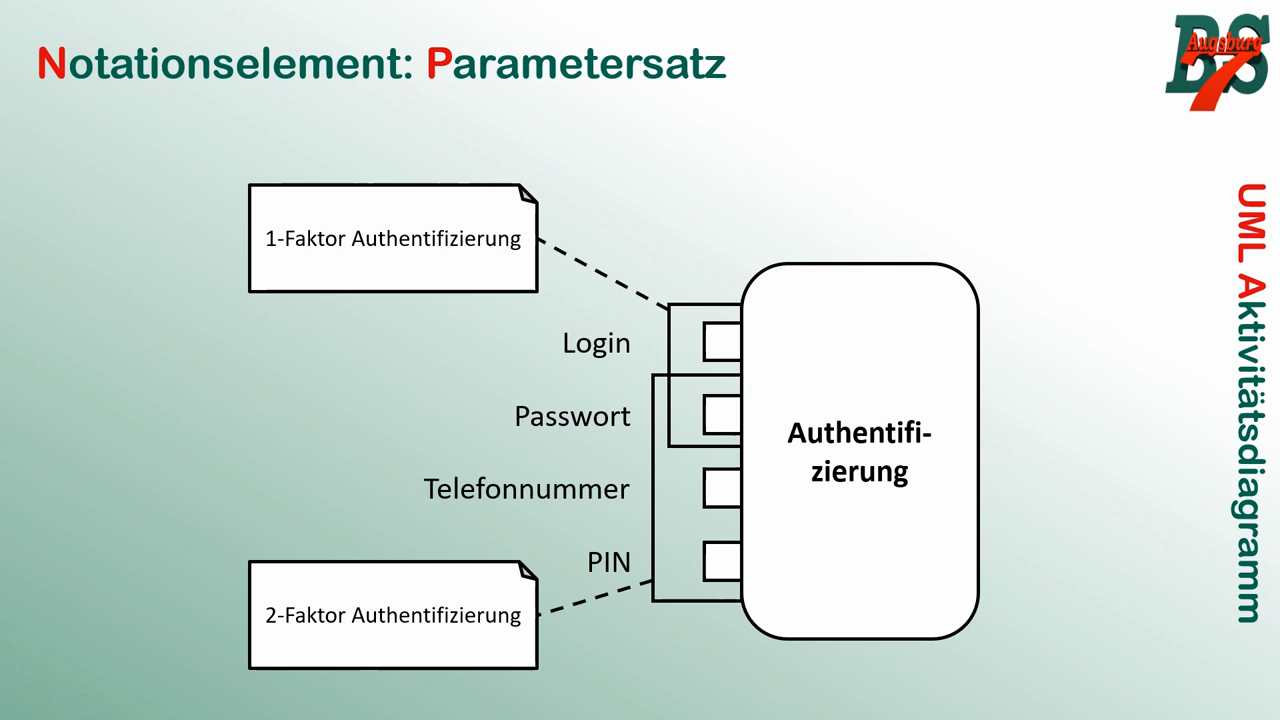 Notationselement: Parametersatz
BS
Augsburg
7
UML Aktivitätsdiagramm
1-Faktor Authentifizierung
Login
Passwort
Telefonnummer
PIN
Authentifi-
zierung
2-Faktor Authentifizierung